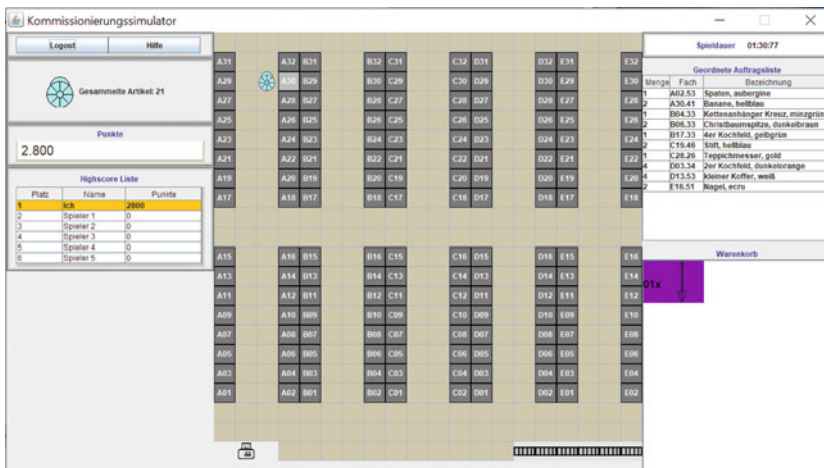 Kommissionierungssimulator
Logout Hilfe
Gesammelte Artikel: 21
Punkte
2.800
Highscore Liste
Platz Name Punkte
1 Ich 2800
2 Spieler 1 0
3 Spieler 2 0
4 Spieler 3 0
5 Spieler 4 0
6 Spieler 5 0
A31 A32 B31 B32 C31 C32 D31 D32 E31 E32
A29 A30 B29 B30 C29 C30 D29 D30 E29 E30
A27 A28 B27 B28 C27 C28 D27 D28 E27 E28
A25 A26 B25 B26 C25 C26 D25 D26 E25 E26
A23 A24 B23 B24 C23 C24 D23 D24 E23 E24
A21 A22 B21 B22 C21 C22 D21 D22 E21 E22
A19 A20 B19 B20 C19 C20 D19 D20 E19 E20
A17 A18 B17 B18 C17 C18 D17 D18 E17 E18
A15 A16 B15 B16 C15 C16 D15 D16 E15 E16
A13 A14 B13 B14 C13 C14 D13 D14 E13 E14
A11 A12 B11 B12 C11 C12 D11 D12 E11 E12
A09 A10 B09 B10 C09 C10 D09 D10 E09 E10
A07 A08 B07 B08 C07 C08 D07 D08 E07 E08
A05 A06 B05 B06 C05 C06 D05 D06 E05 E06
A03 A04 B03 B04 C03 C04 D03 D04 E03 E04
A01 A02 B01 B02 C01 C02 D01 D02 E01 E02
Spieldauer 01:30:77
Geordnete Auftragsliste
Menge Fach Bezeichnung
1 A02.53 Spaten, aubergine
2 A30.41 Banane, hellblau
1 B04.33 Kettenanhänger Kreuz, minzgrün
2 B06.33 Christbaumspitze, dunkelbraun
1 B17.33 4er Kochfeld, gelbgrün
2 C19.46 Stift, hellblau
1 C28.26 Teppichmesser, gold
4 D03.34 2er Kochfeld, dunkelorange
4 D13.53 kleiner Koffer, weiß
2 E16.51 Nagel, ecru
Warenkorb
01x